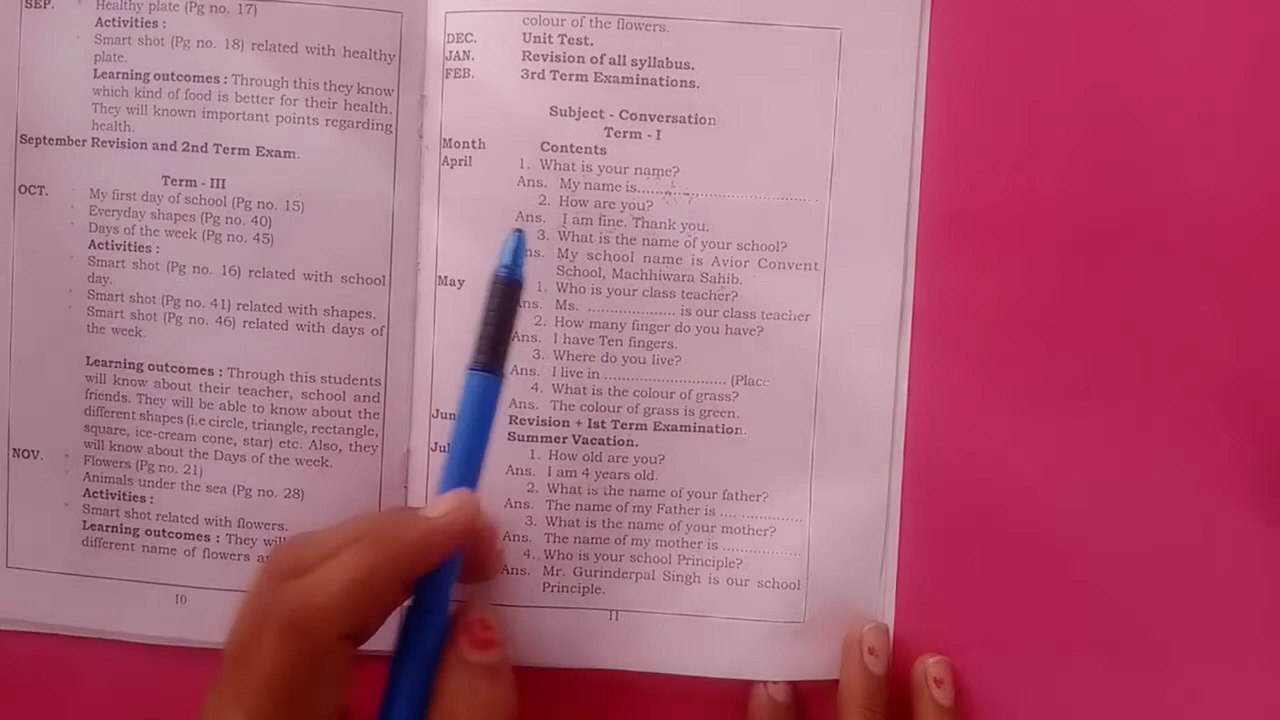 SEP.
Healthy plate (Pg no. 17)
Activities :
Smart shot (Pg no. 18) related with healthy
plate.
Learning outcomes : Through this they know
which kind of food is better for their health.
They will known important points regarding
health.
September Revision and 2nd Term Exam.
Term - III
OCT.
My first day of school (Pg no. 15)
Everyday shapes (Pg no. 40)
Days of the week (Pg no. 45)
Activities :
Smart shot (Pg no. 16) related with school
day.
Smart shot (Pg no. 41) related with shapes.
Smart shot (Pg no. 46) related with days of
the week.
Learning outcomes : Through this students
will know about their teacher, school and
friends. They will be able to know about the
different shapes (i.e circle, triangle, rectangle,
square, ice-cream cone, star) etc. Also, they
will know about the Days of the week.
NOV.
Flowers (Pg no. 21)
Animals under the sea (Pg no. 28)
Activities :
Smart shot related with flowers.
Learning outcomes : They
different name of flowers
10
colour of the flowers.
DEC. Unit Test.
JAN. Revision of all syllabus.
FEB. 3rd Term Examinations.
Subject - Conversation
Term - I
Month Contents
April 1. What is your name?
Ans. My name is...........................................
2. How are you?
Ans. I am fine. Thank you.
3. What is the name of your school?
My school name is Avior Convent
School, Machhiwara Sahib.
May 1. Who is your class teacher?
Ans. Ms. .................... is our class teacher
2. How many finger do you have?
Ans. I have Ten fingers.
3. Where do you live?
Ans. I live in ........................... (Place
4. What is the colour of grass?
Ans. The colour of grass is green.
Jun Revision + Ist Term Examination.
Summer Vacation.
Jul 1. How old are you?
Ans. I am 4 years old.
2. What is the name of your father?
Ans. The name of my Father is .... ..............
3. What is the name of your mother?
Ans. The name of my mother is ..................
4. Who is your school Principle?
Ans. Mr. Gurinderpal Singh is our school
Principle.
11